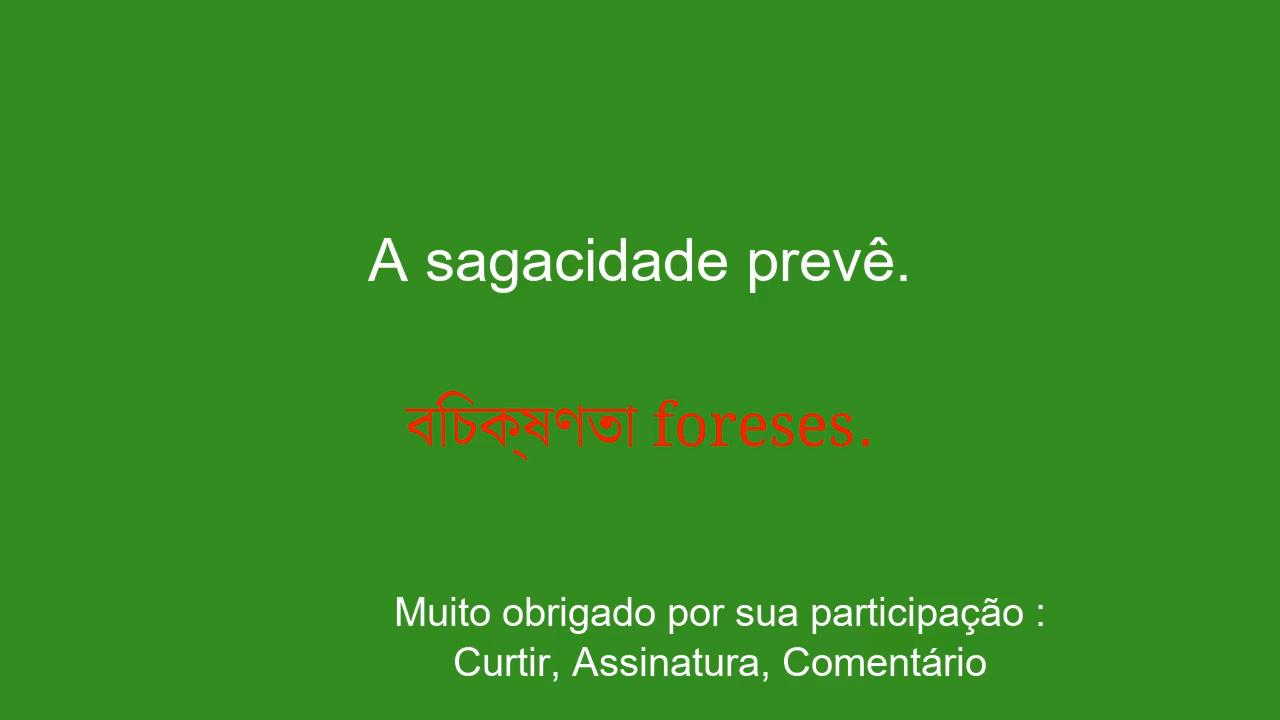 A sagacidade prevê.
বিচক্ষণতা foreses.
Muito obrigado por sua participação :
Curtir, Assinatura, Comentário